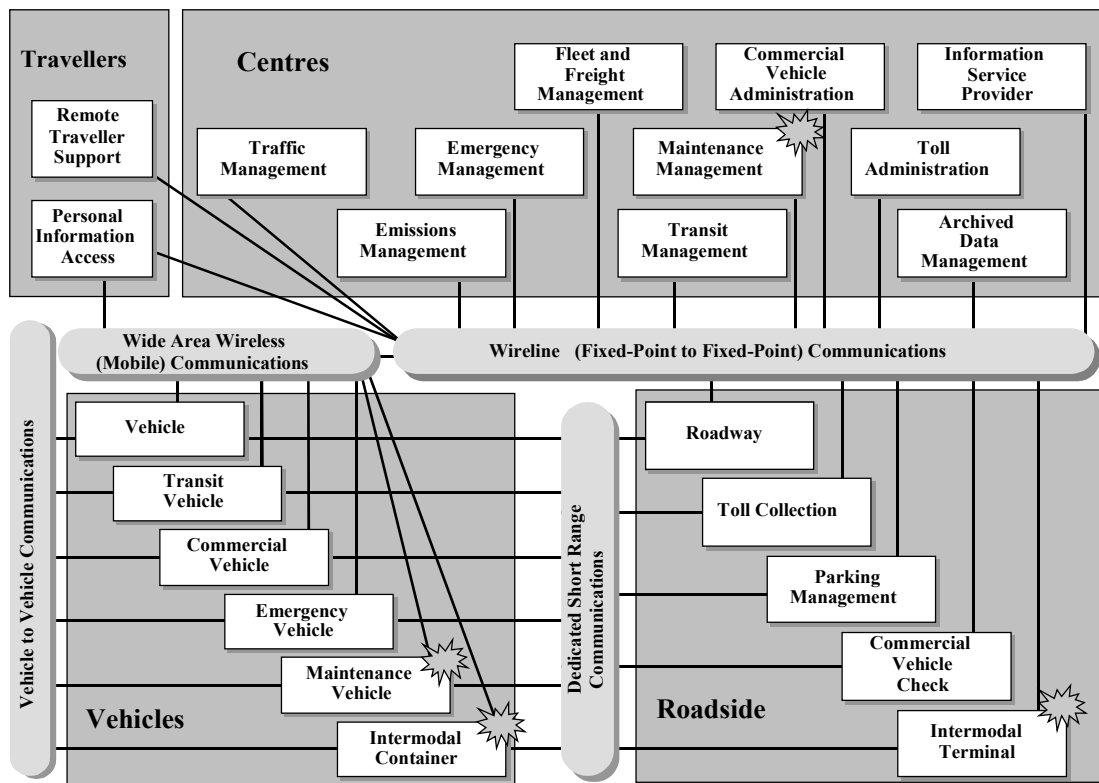 Travellers
Remote
Traveller
Support
Personal
Information
Access
Centres
Fleet and
Freight
Management
Commercial
Vehicle
Administration
Information
Service
Provider
Traffic
Management
Emergency
Management
Maintenance
Management
Toll
Administration
Emissions
Management
Transit
Management
Archived
Data
Management
Wide Area Wireless
(Mobile) Communications
Wireline (Fixed-Point to Fixed-Point) Communications
Vehicle to Vehicle Communications
Vehicle
Transit
Vehicle
Commercial
Vehicle
Emergency
Vehicle
Maintenance
Vehicle
Intermodal
Container
Vehicles
Dedicated Short Range
Communications
Roadway
Toll Collection
Parking
Management
Commercial
Vehicle
Check
Intermodal
Terminal
Roadside